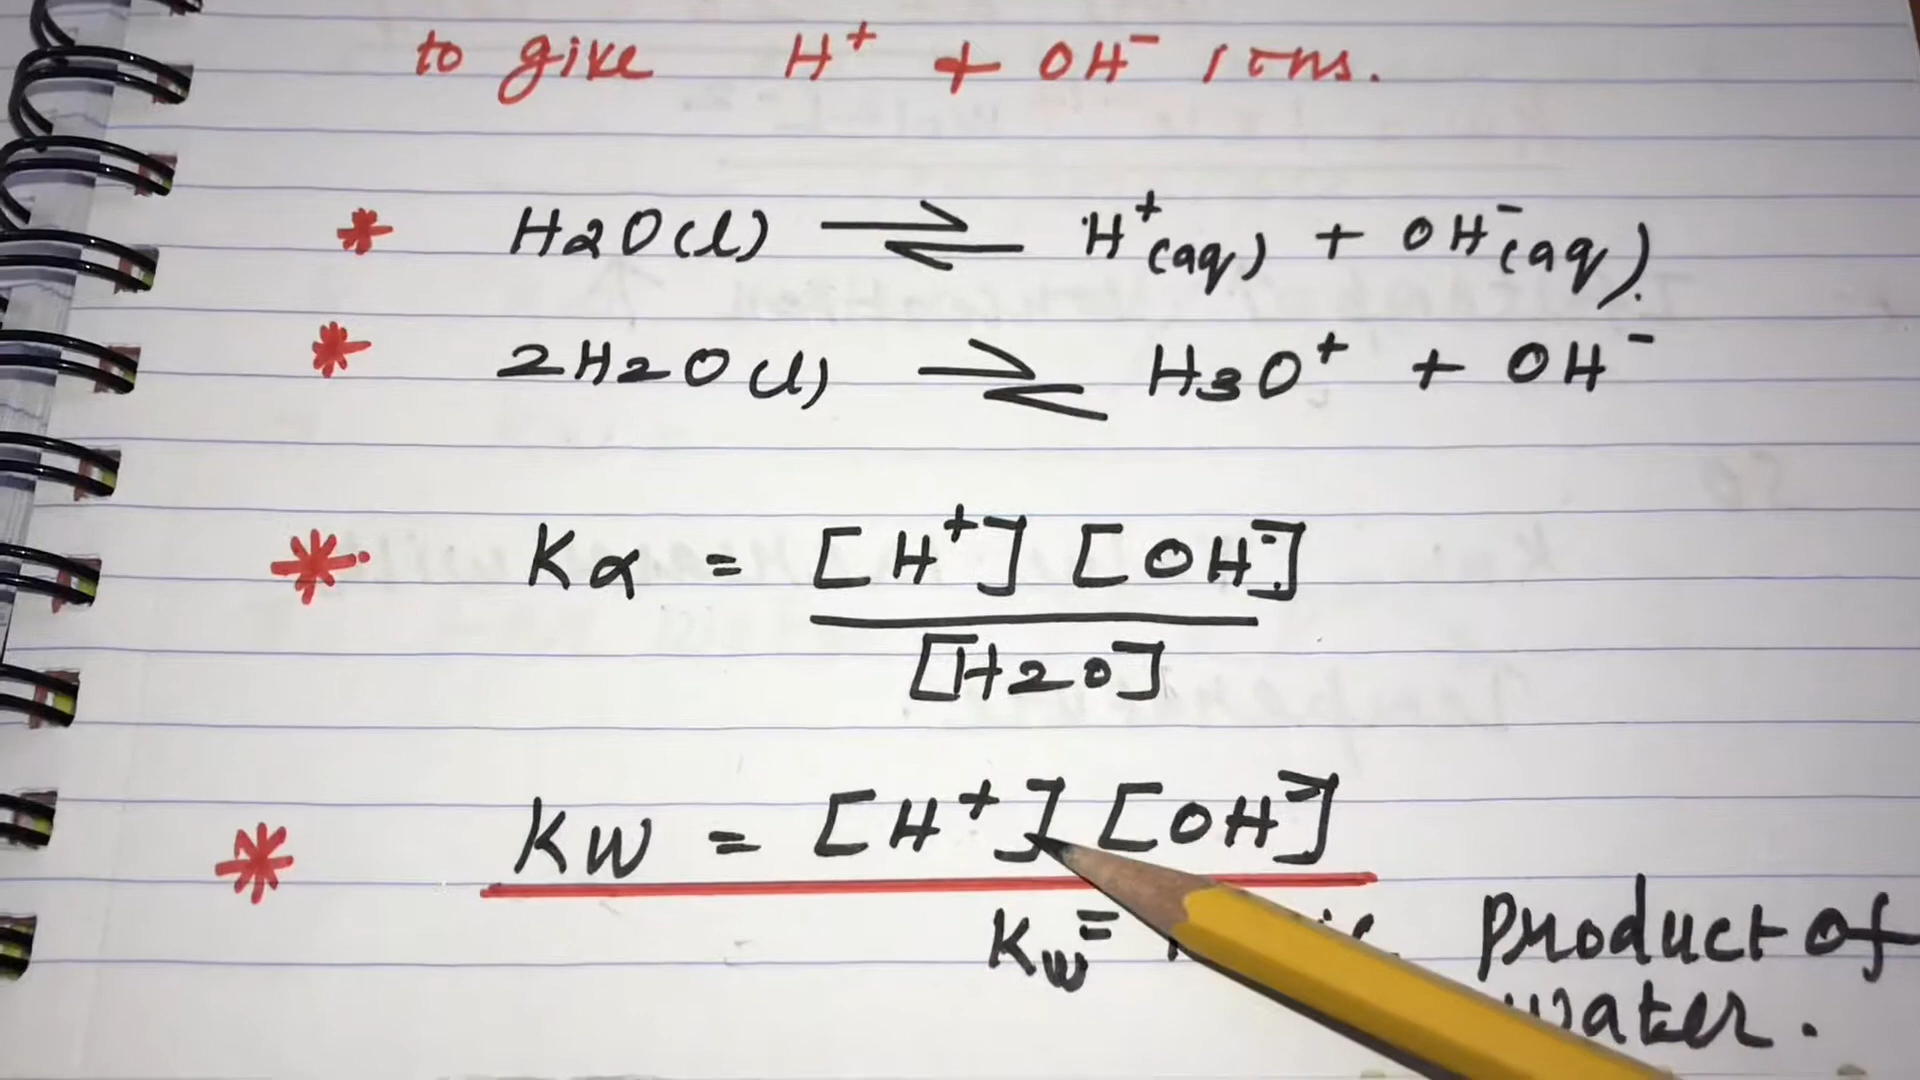 to give H⁺ + OH⁻ ions.
* H2O(l) ⇌ H⁺(aq) + OH⁻(aq).
* 2H2O(l) ⇌ H3O⁺ + OH⁻
* Kα = [H⁺] [OH⁻]
[H2O]
* KW = [H⁺] [OH⁻]
Kw = product of
water.